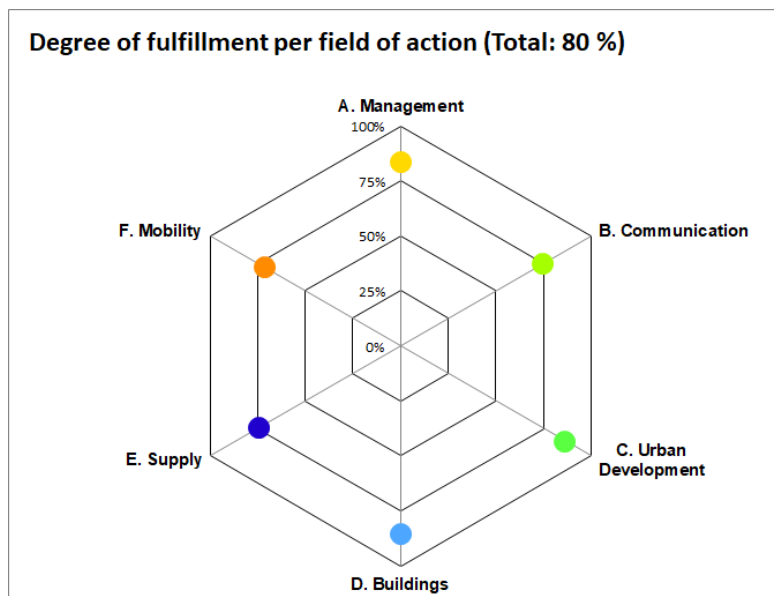 Degree of fulfillment per field of action (Total: 80 %)
A. Management
100%
75%
F. Mobility
B. Communication
50%
25%
0%
E. Supply
C. Urban
Development
D. Buildings